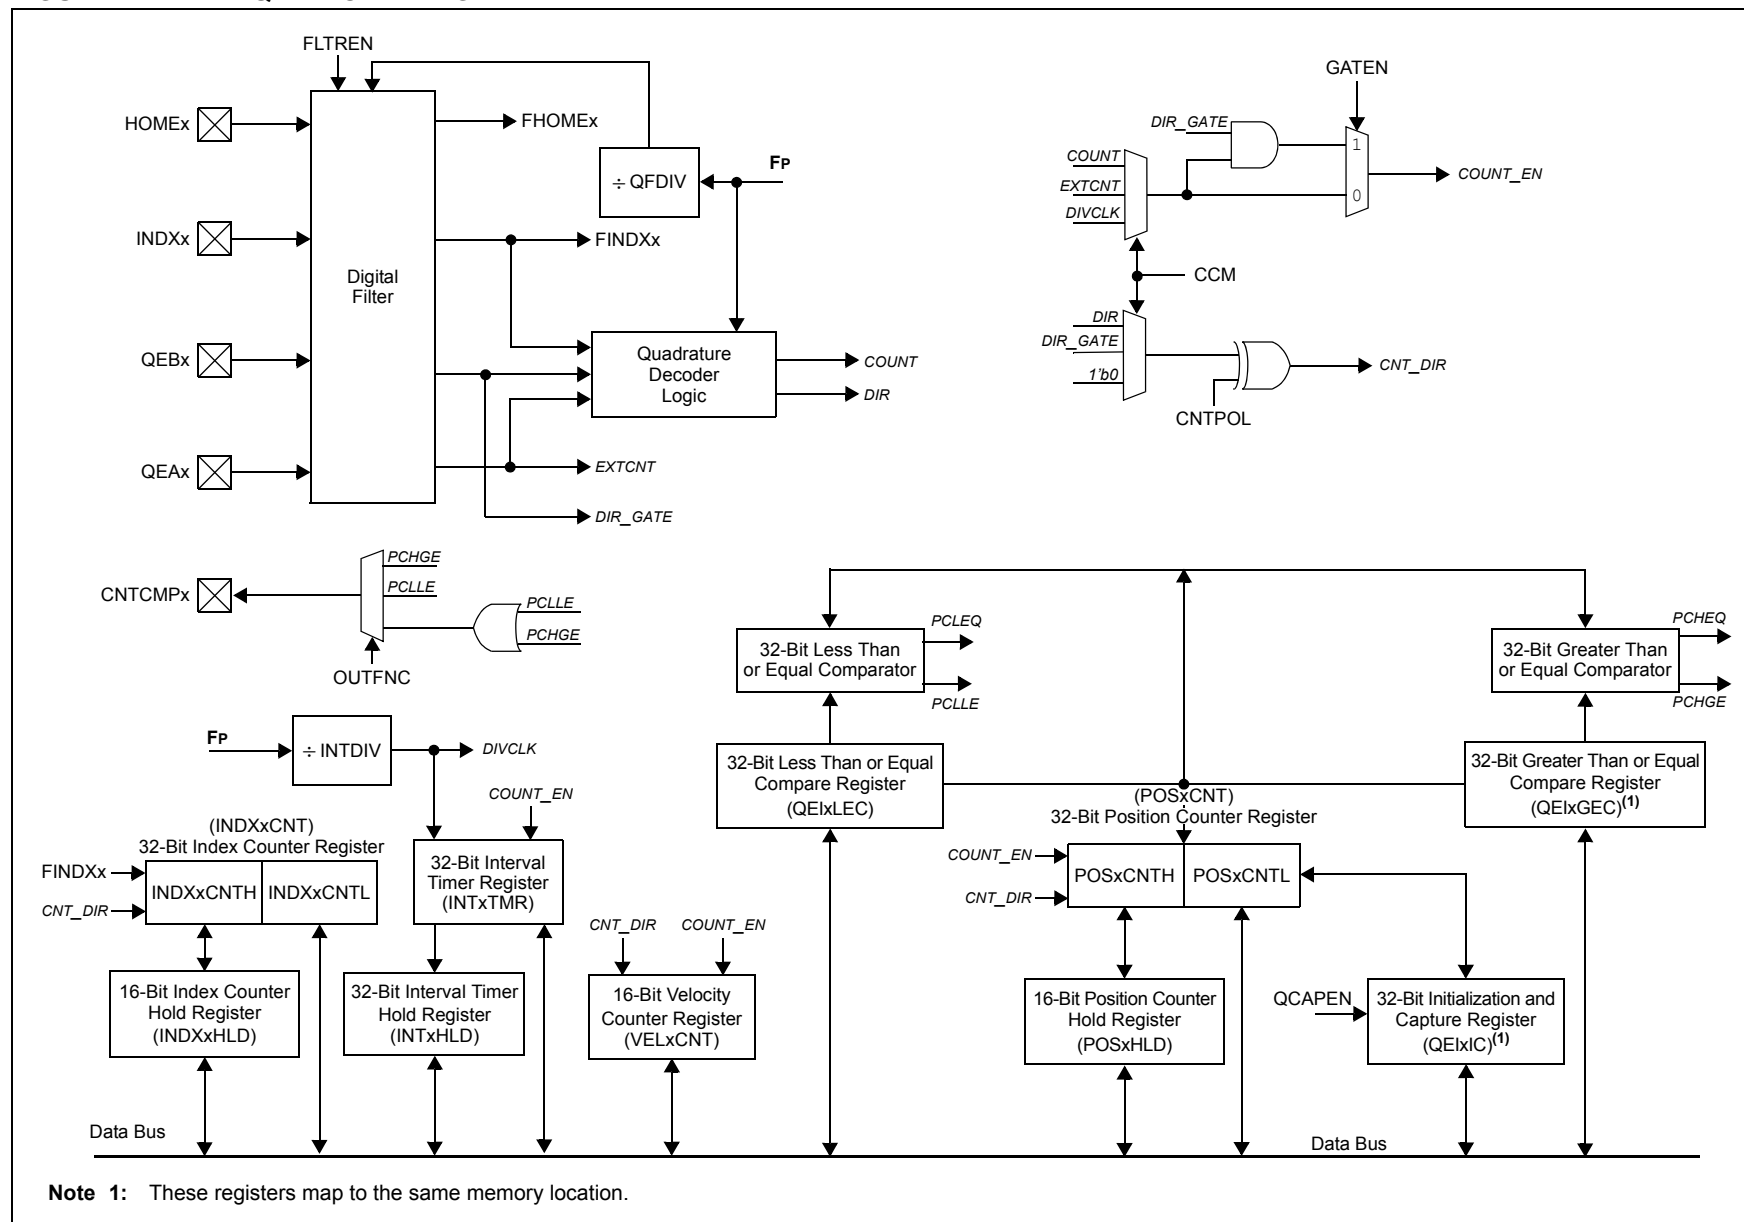 FLTREN
HOMEx
FHOMEx
÷ QFDIV
FP
INDXx
FINDXx
Digital
Filter
QEBx
Quadrature
Decoder
Logic
COUNT
DIR
QEAx
EXTCNT
DIR_GATE
GATEN
DIR_GATE
COUNT
EXTCNT
DIVCLK
1
0
COUNT_EN
CCM
DIR
DIR_GATE
1'b0
CNT_DIR
CNTPOL
CNTCMPx
PCHGE
PCLLE
PCLLE
PCHGE
OUTFNC
32-Bit Less Than
or Equal Comparator
PCLEQ
PCLLE
32-Bit Greater Than
or Equal Comparator
PCHEQ
PCHGE
FP
÷ INTDIV
DIVCLK
COUNT_EN
32-Bit Less Than or Equal
Compare Register
(QEIxLEC)
32-Bit Greater Than or Equal
Compare Register
(QEIxGEC)(1)
(POSxCNT)
32-Bit Position Counter Register
(INDXxCNT)
32-Bit Index Counter Register
FINDXx
CNT_DIR
INDXxCNTH
INDXxCNTL
32-Bit Interval
Timer Register
(INTxTMR)
COUNT_EN
CNT_DIR
POSxCNTH
POSxCNTL
CNT_DIR
COUNT_EN
16-Bit Index Counter
Hold Register
(INDXxHLD)
32-Bit Interval Timer
Hold Register
(INTxHLD)
16-Bit Velocity
Counter Register
(VELxCNT)
16-Bit Position Counter
Hold Register
(POSxHLD)
QCAPEN
32-Bit Initialization and
Capture Register
(QEIxIC)(1)
Data Bus
Data Bus
Note 1: These registers map to the same memory location.